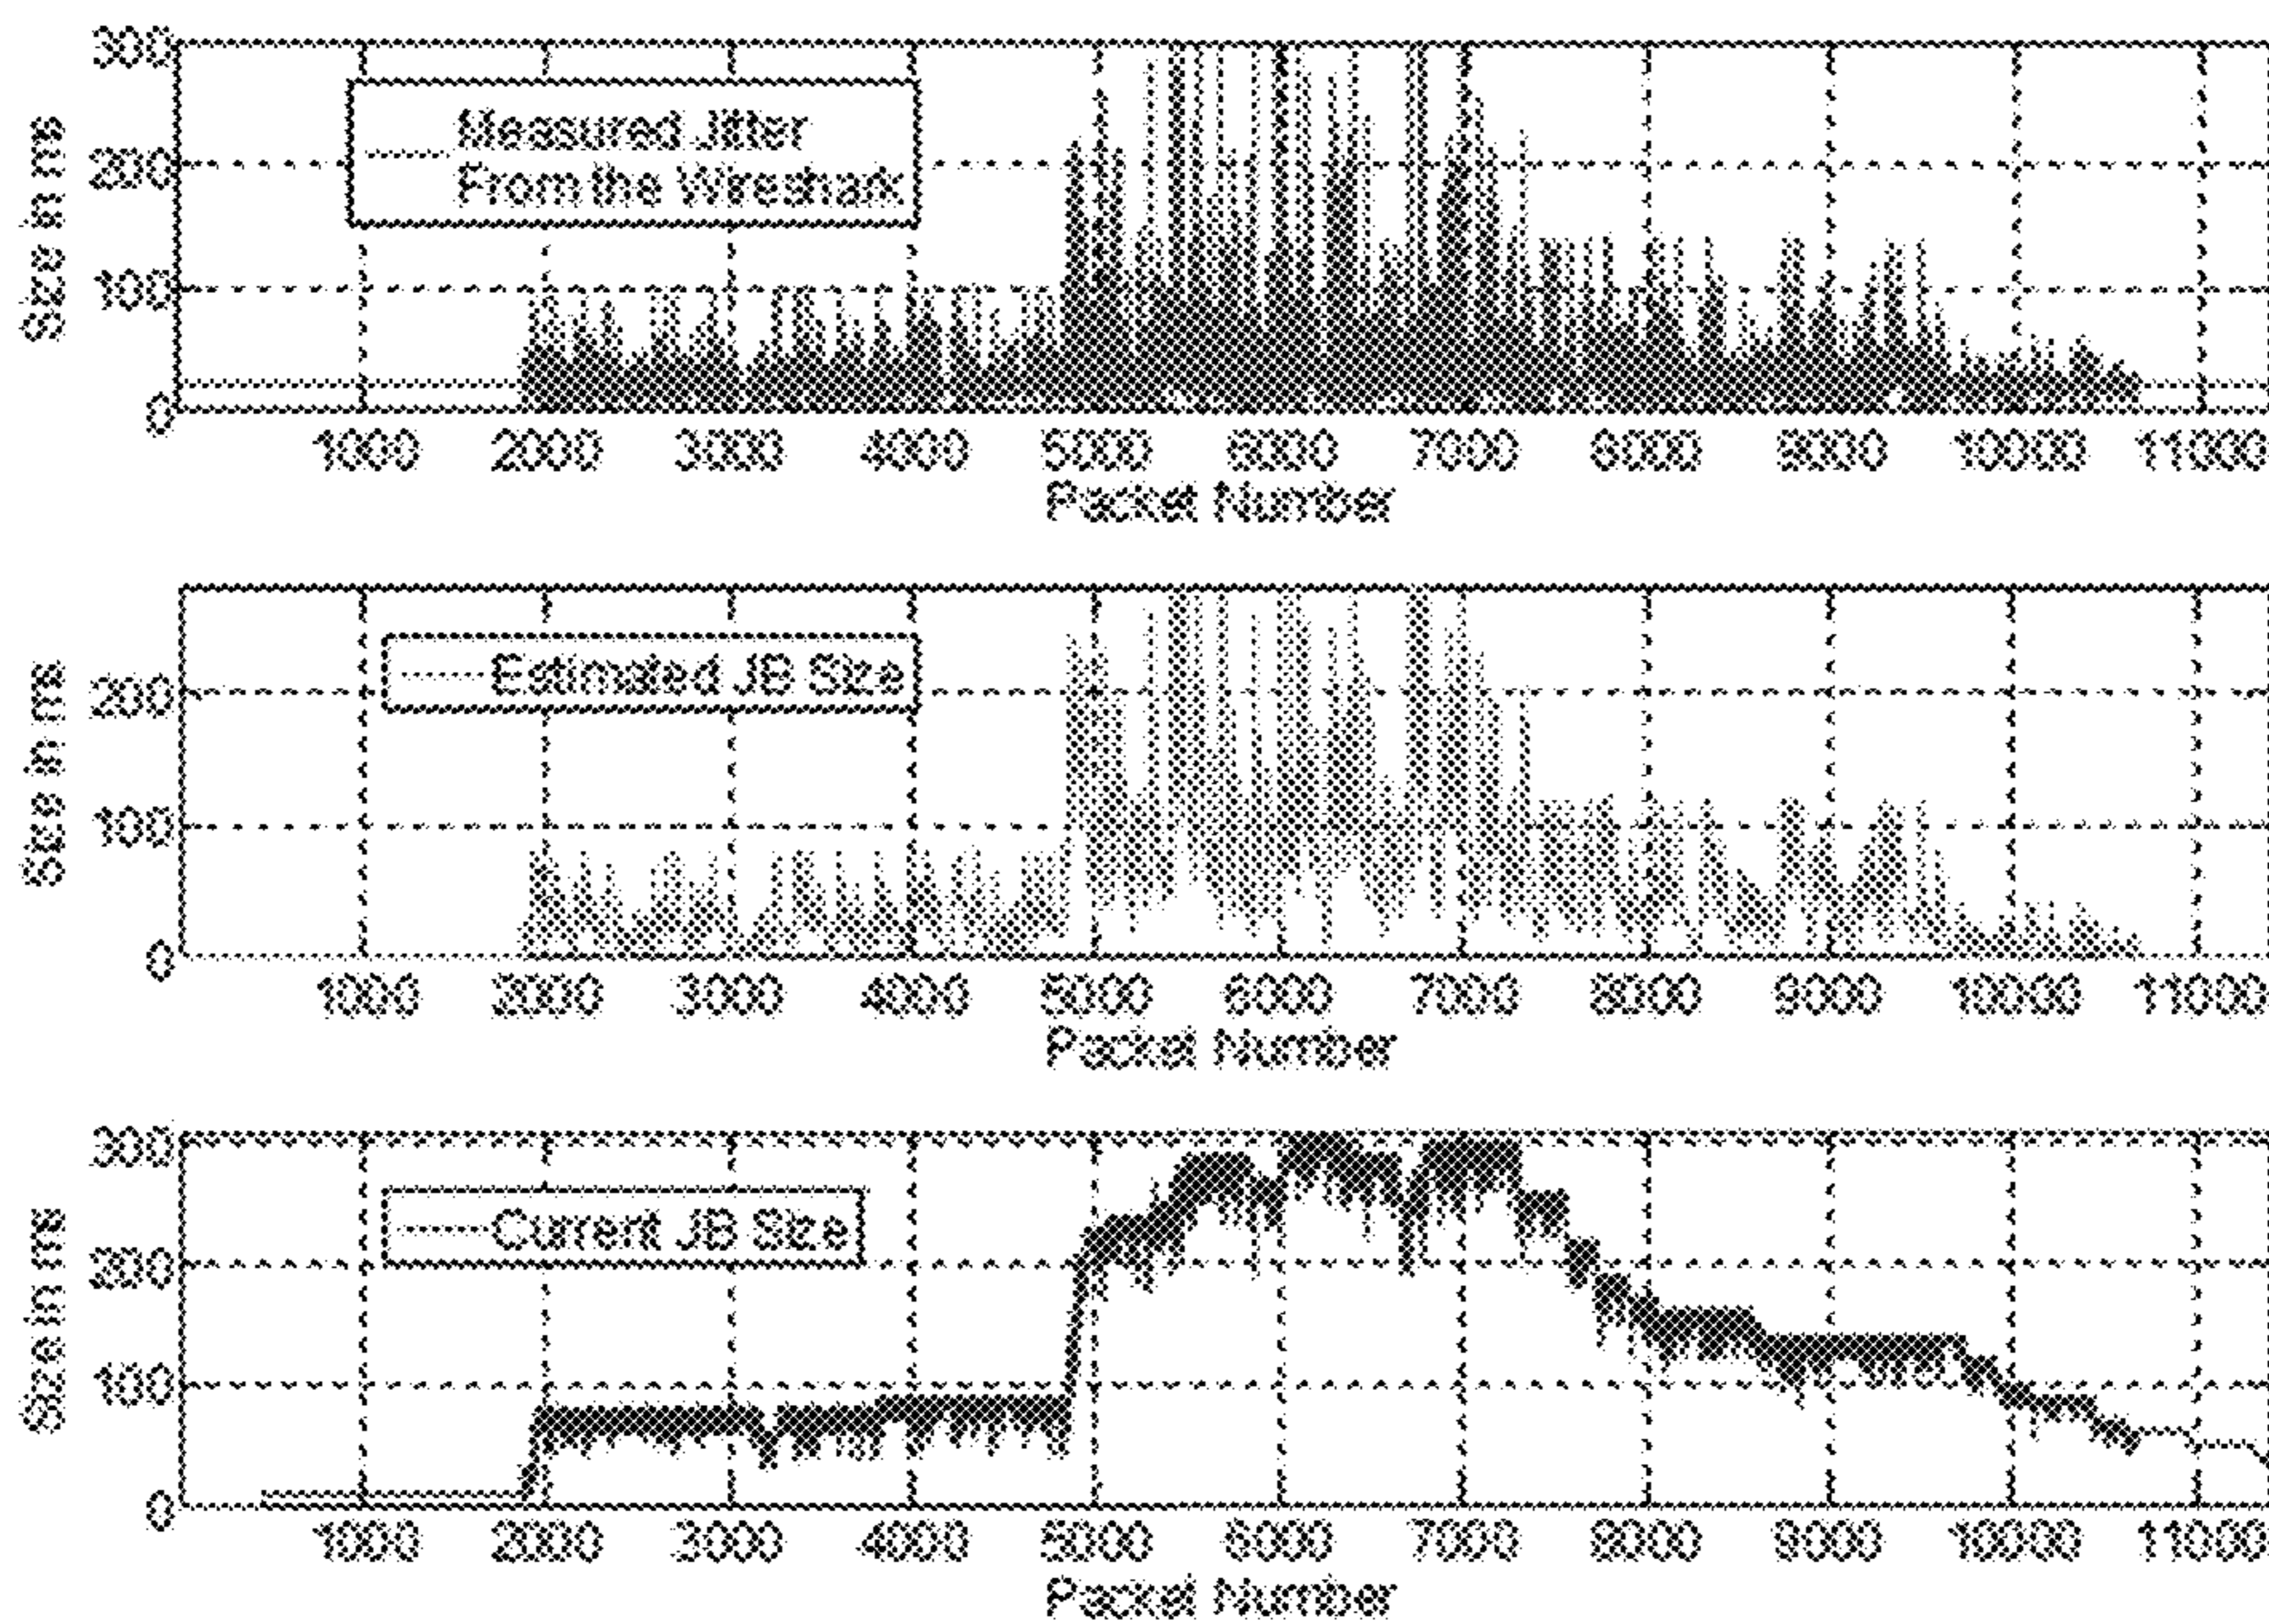 300
Measured Jitter
From the Wireshark
200
100
0
Size in ms
1000 2000 3000 4000 5000 6000 7000 8000 9000 10000 11000
Packet Number
Estimated JB Size
200
100
0
Size in ms
1000 2000 3000 4000 5000 6000 7000 8000 9000 10000 11000
Packet Number
300
Current JB Size
200
100
0
Size in ms
1000 2000 3000 4000 5000 6000 7000 8000 9000 10000 11000
Packet Number